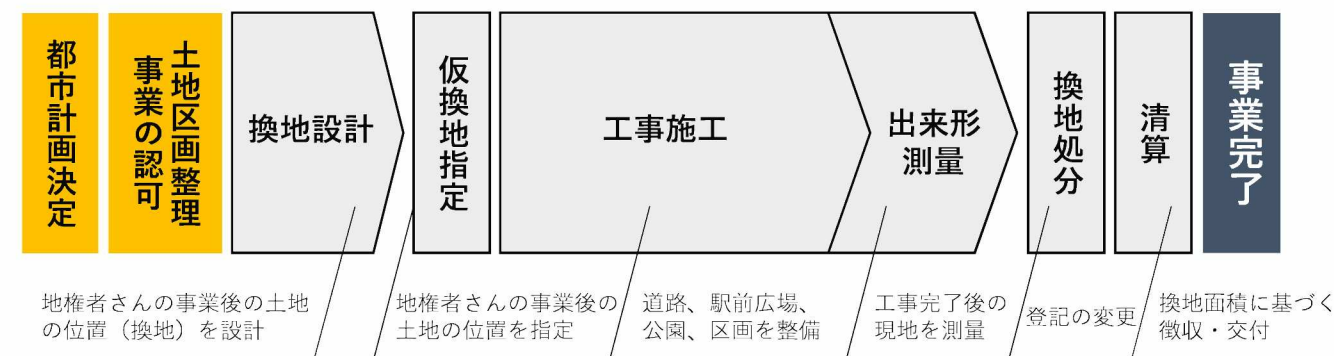 都市計画決定
土地区画整理
事業の認可
換地設計
仮換地指定
工事施工
出来形
測量
換地処分
清算
事業完了
地権者さんの事業後の土地
の位置（換地）を設計
地権者さんの事業後の
土地の位置を指定
道路、駅前広場、
公園、区画を整備
工事完了後の
現地を測量
登記の変更
換地面積に基づく
徴収・交付